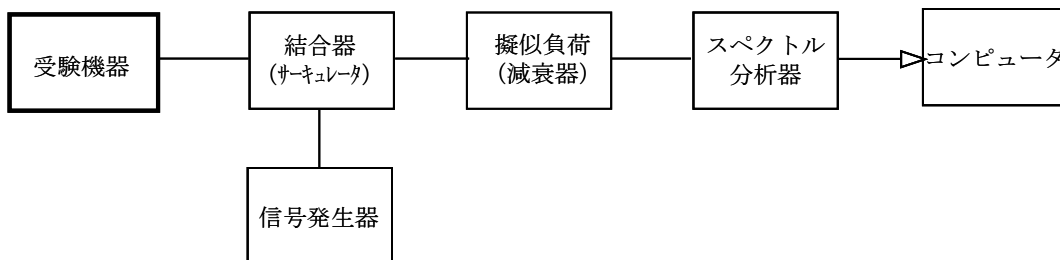 受験機器
結合器
(ｻｰｷｭﾚｰﾀ)
擬似負荷
(減衰器)
スペクトル
分析器
コンピュータ
信号発生器